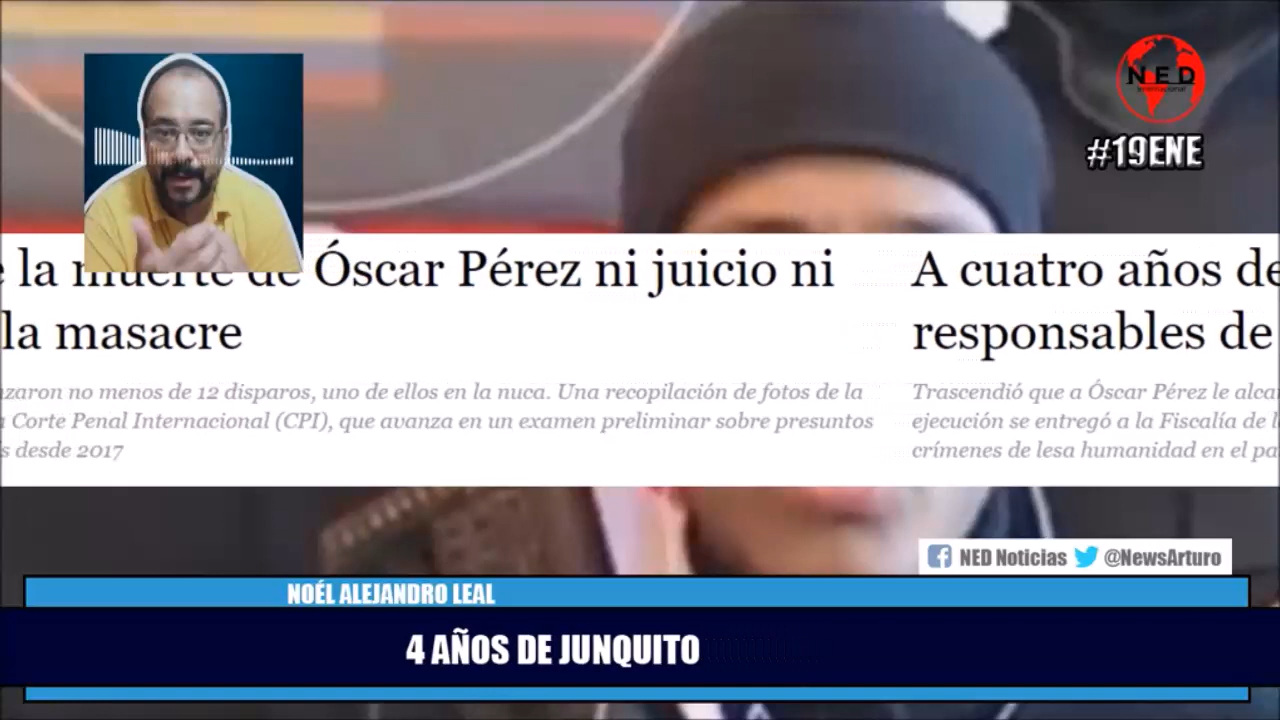 NED
Internacional
#19ENE
la muerte de Óscar Pérez ni juicio ni
la masacre
no menos de 12 disparos, uno de ellos en la nuca. Una recopilación de fotos de la
Corte Penal Internacional (CPI), que avanza en un examen preliminar sobre presuntos
desde 2017
A cuatro años de
responsables de
Trascendió que a Óscar Pérez le
ejecución se entregó a la Fiscalía de
crímenes de lesa humanidad en el
NED Noticias @NewsArturo
NOÉL ALEJANDRO LEAL
4 AÑOS DE JUNQUITO